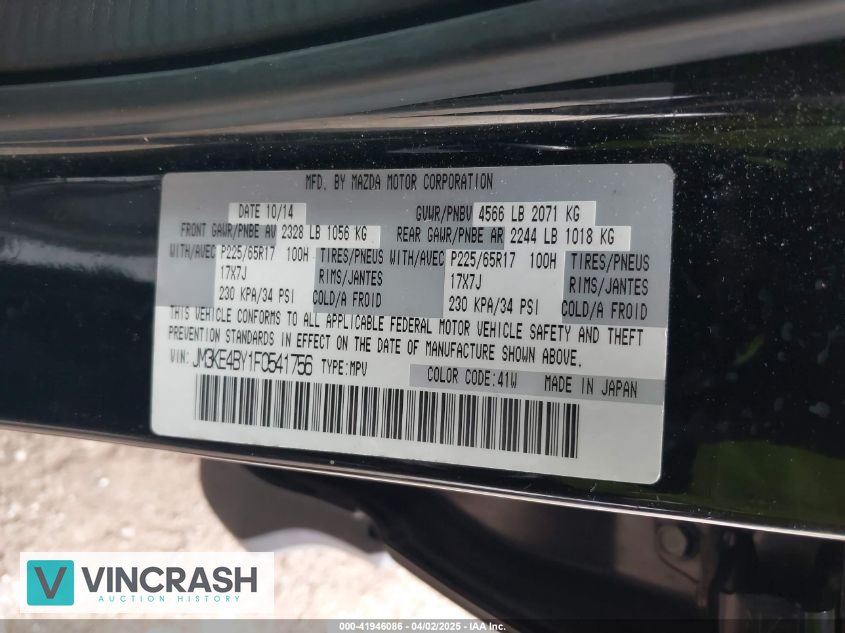 MFD. BY MAZDA MOTOR CORPORATION
DATE 10/14 GVWR/PNBV 4566 LB 2071 KG
FRONT GAWR/PNBE AV 2328 LB 1056 KG REAR GAWR/PNBE AR 2244 LB 1018 KG
WITH/AVEC P225/65R17 100H TIRES/PNEUS WITH/AVEC P225/65R17 100H TIRES/PNEUS
17X7J RIMS/JANTES 17X7J RIMS/JANTES
230 KPA/34 PSI COLD/A FROID 230 KPA/34 PSI COLD/A FROID
THIS VEHICLE CONFORMS TO ALL APPLICABLE FEDERAL MOTOR VEHICLE SAFETY AND THEFT
PREVENTION STANDARDS IN EFFECT ON THE DATE OF MANUFACTURE SHOWN ABOVE.
VIN: JM3KE4BY1F0541756 TYPE:MPV COLOR CODE:41W MADE IN JAPAN
V VINCRASH
AUCTION HISTORY
000-41946086 - 04/02/2025 - IAA Inc.